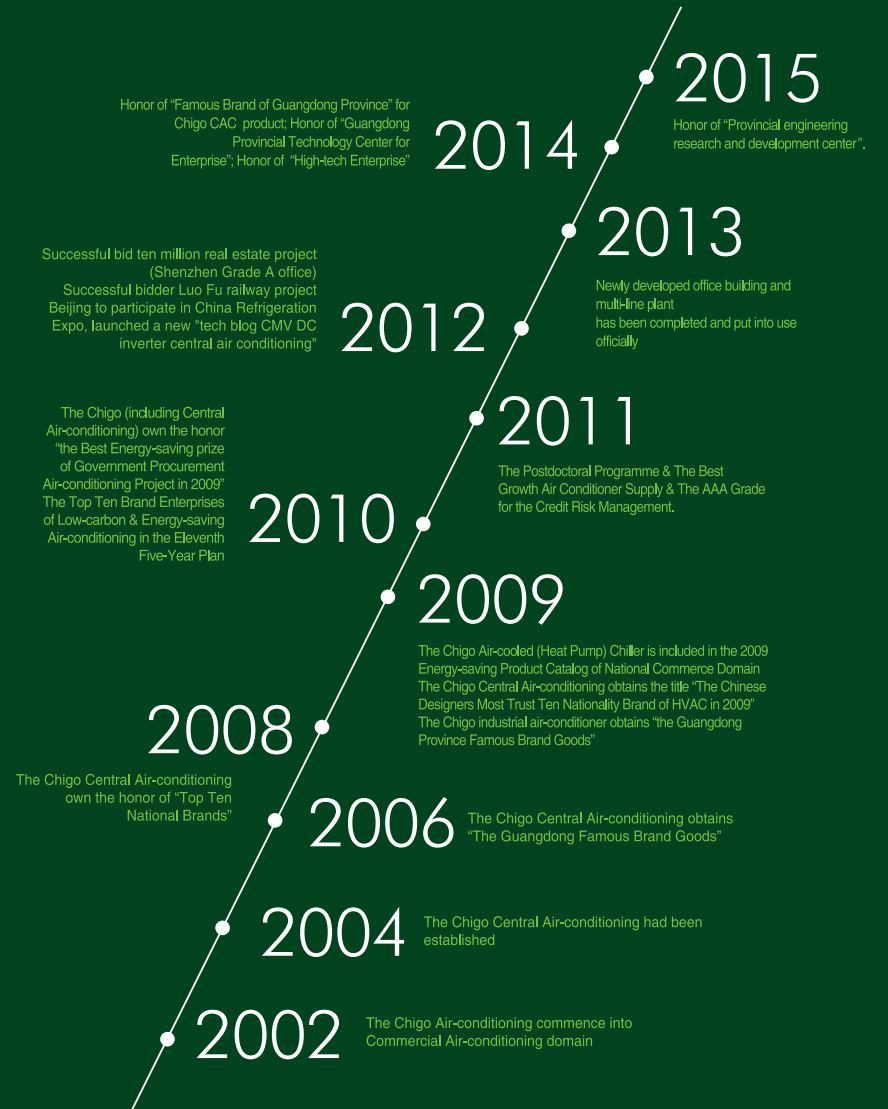 2015
Honor of “Provincial engineering
research and development center”.
Honor of “Famous Brand of Guangdong Province” for
Chigo CAC product; Honor of “Guangdong
Provincial Technology Center for
Enterprise”; Honor of “High-tech Enterprise”
2014
2013
Newly developed office building and
multi-line plant
has been completed and put into use
officially
Successful bid ten million real estate project
(Shenzhen Grade A office)
Successful bidder Luo Fu railway project
Beijing to participate in China Refrigeration
Expo, launched a new "tech blog CMV DC
inverter central air conditioning"
2012
2011
The Postdoctoral Programme & The Best
Growth Air Conditioner Supply & The AAA Grade
for the Credit Risk Management.
The Chigo (including Central
Air-conditioning) own the honor
“the Best Energy-saving prize
of Government Procurement
Air-conditioning Project in 2009”
The Top Ten Brand Enterprises
of Low-carbon & Energy-saving
Air-conditioning in the Eleventh
Five-Year Plan
2010
2009
The Chigo Air-cooled (Heat Pump) Chiller is included in the 2009
Energy-saving Product Catalog of National Commerce Domain
The Chigo Central Air-conditioning obtains the title “The Chinese
Designers Most Trust Ten Nationality Brand of HVAC in 2009”
The Chigo industrial air-conditioner obtains “the Guangdong
Province Famous Brand Goods”
2008
The Chigo Central Air-conditioning
own the honor of “Top Ten
National Brands”
2006
The Chigo Central Air-conditioning obtains
“The Guangdong Famous Brand Goods”
2004
The Chigo Central Air-conditioning had been
established
2002
The Chigo Air-conditioning commence into
Commercial Air-conditioning domain